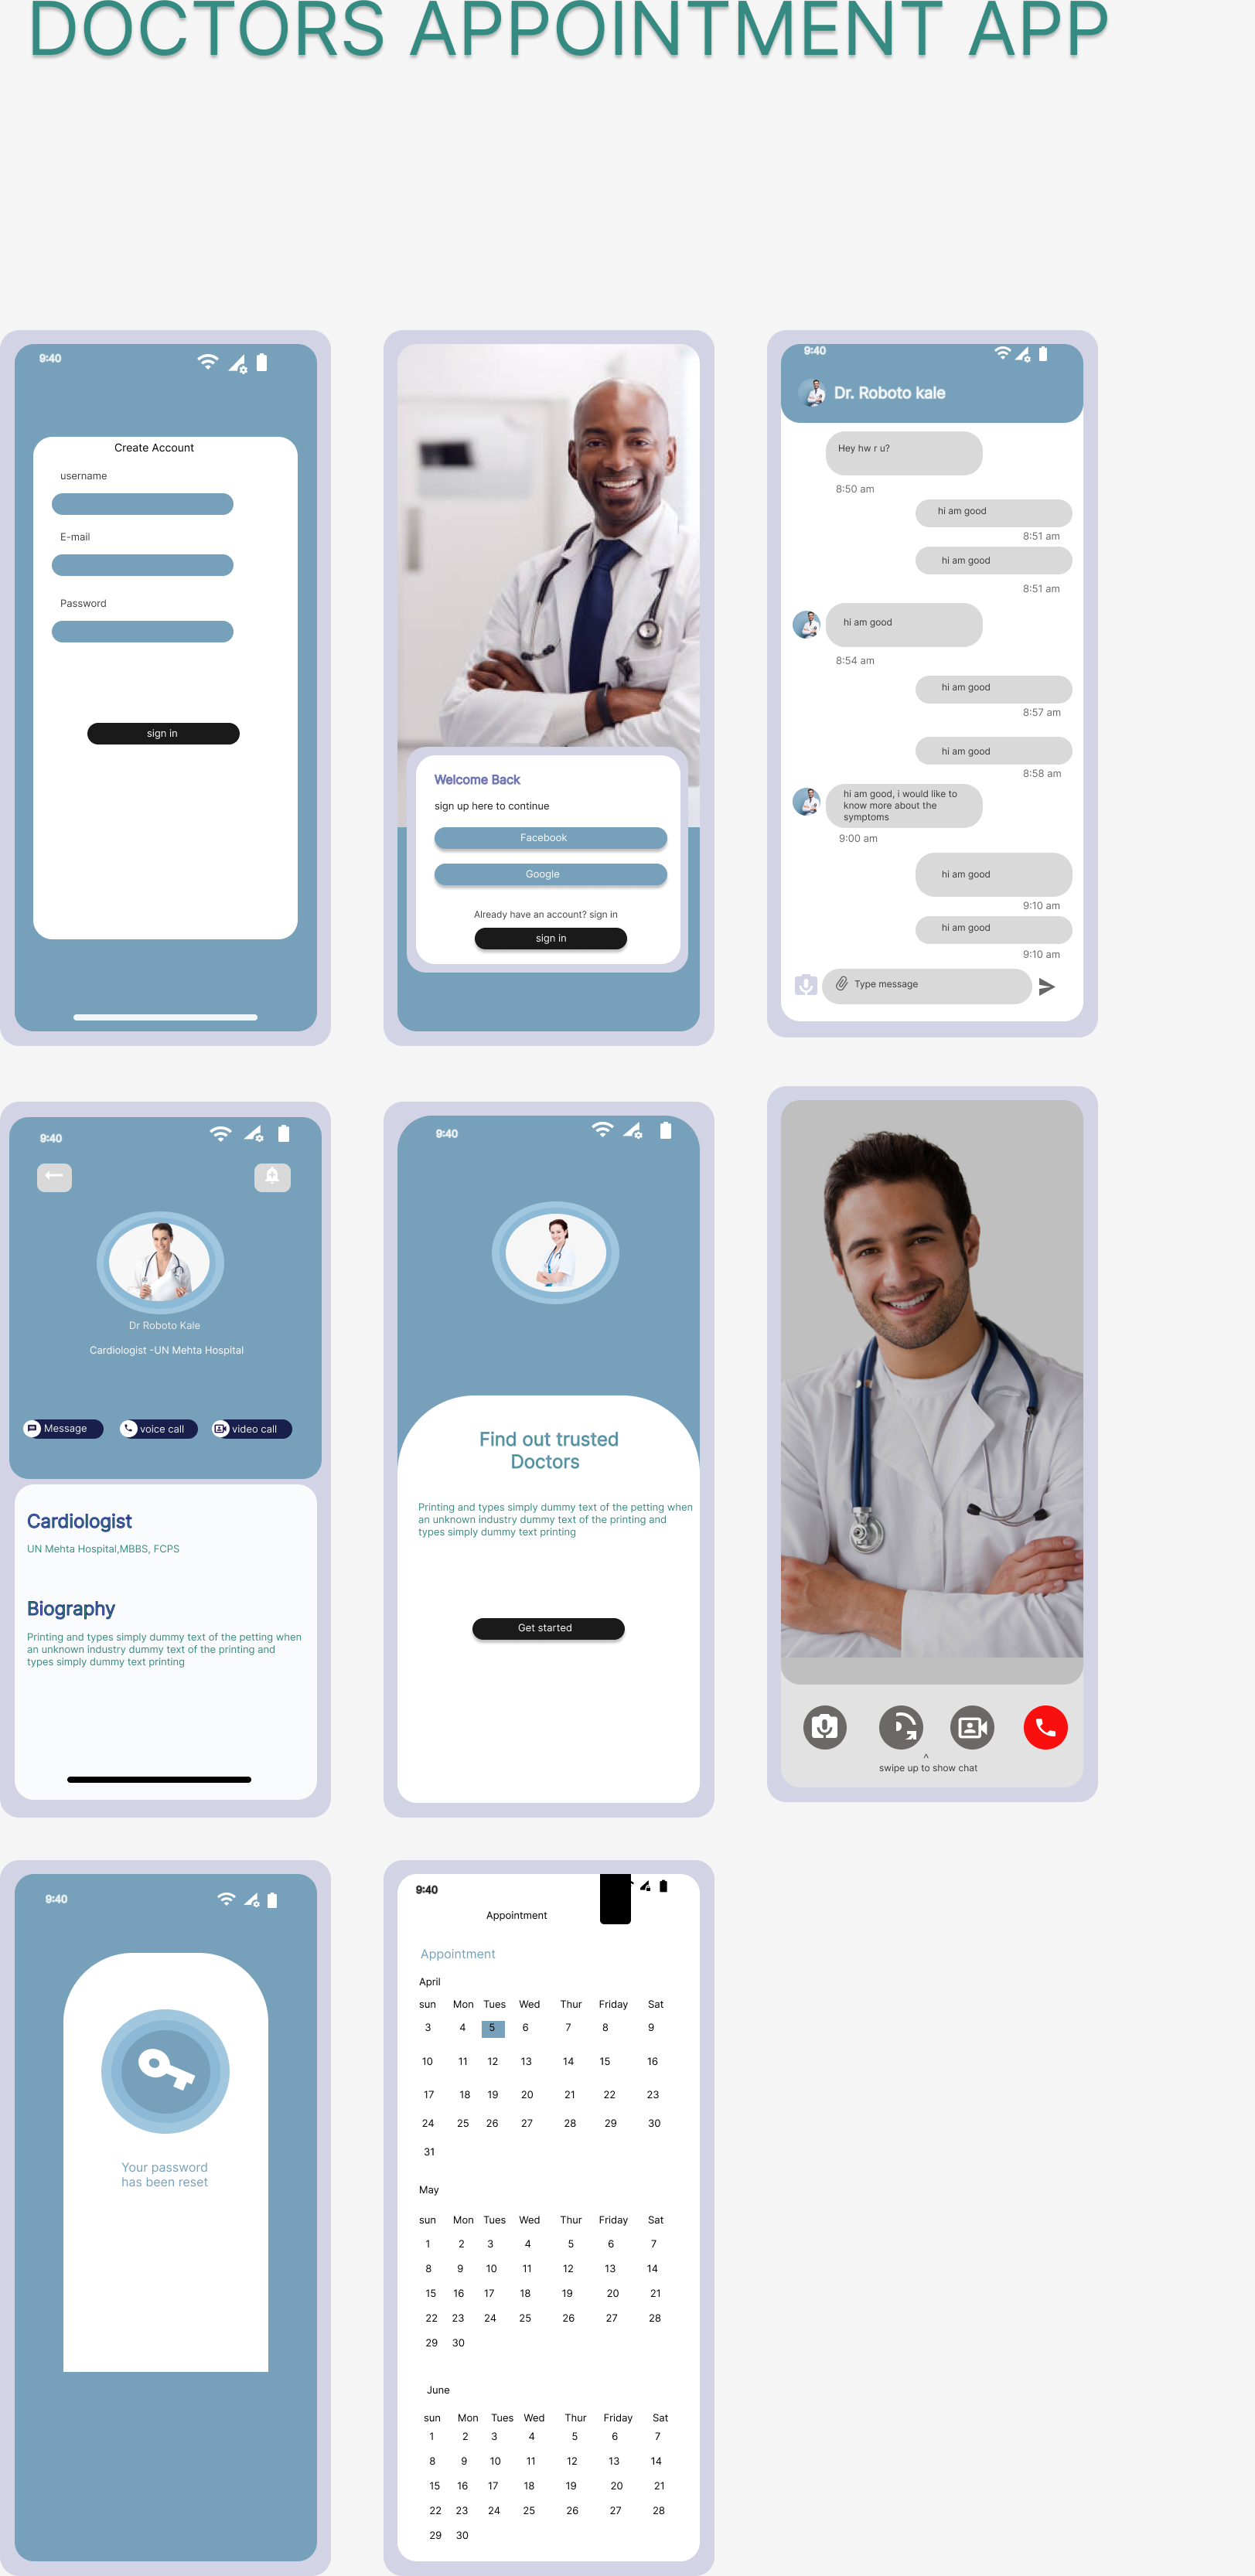 DOCTORS APPOINTMENT APP
9:40
Create Account
username
E-mail
Password
sign in
Welcome Back
sign up here to continue
Facebook
Google
Already have an account? sign in
sign in
9:40
Dr. Roboto kale
Hey hw r u?
8:50 am
hi am good
8:51 am
hi am good
8:51 am
hi am good
8:54 am
hi am good
8:57 am
hi am good
8:58 am
hi am good, i would like to
know more about the
symptoms
9:00 am
hi am good
9:10 am
hi am good
9:10 am
Type message
9:40
Dr Roboto Kale
Cardiologist -UN Mehta Hospital
Message voice call video call
Cardiologist
UN Mehta Hospital,MBBS, FCPS
Biography
Printing and types simply dummy text of the petting when
an unknown industry dummy text of the printing and
types simply dummy text printing
9:40
Find out trusted
Doctors
Printing and types simply dummy text of the petting when
an unknown industry dummy text of the printing and
types simply dummy text printing
Get started
^
swipe up to show chat
9:40
Your password
has been reset
9:40
Appointment
Appointment
April
sun Mon Tues Wed Thur Friday Sat
3 4 5 6 7 8 9
10 11 12 13 14 15 16
17 18 19 20 21 22 23
24 25 26 27 28 29 30
31
May
sun Mon Tues Wed Thur Friday Sat
1 2 3 4 5 6 7
8 9 10 11 12 13 14
15 16 17 18 19 20 21
22 23 24 25 26 27 28
29 30
June
sun Mon Tues Wed Thur Friday Sat
1 2 3 4 5 6 7
8 9 10 11 12 13 14
15 16 17 18 19 20 21
22 23 24 25 26 27 28
29 30